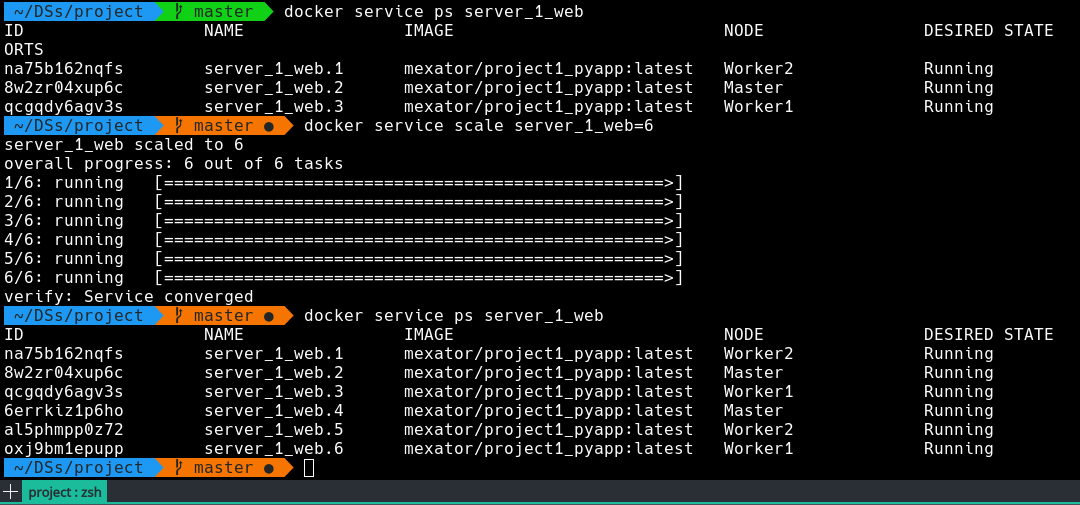 ~/DSs/project master docker service ps server_1_web
ID NAME IMAGE NODE DESIRED STATE
ORTS
na75b162nqfs server_1_web.1 mexator/project1_pyapp:latest Worker2 Running
8w2zr04xup6c server_1_web.2 mexator/project1_pyapp:latest Master Running
qcgqdy6agv3s server_1_web.3 mexator/project1_pyapp:latest Worker1 Running
~/DSs/project master ● docker service scale server_1_web=6
server_1_web scaled to 6
overall progress: 6 out of 6 tasks
1/6: running [==================================================>]
2/6: running [==================================================>]
3/6: running [==================================================>]
4/6: running [==================================================>]
5/6: running [==================================================>]
6/6: running [==================================================>]
verify: Service converged
~/DSs/project master ● docker service ps server_1_web
ID NAME IMAGE NODE DESIRED STATE
na75b162nqfs server_1_web.1 mexator/project1_pyapp:latest Worker2 Running
8w2zr04xup6c server_1_web.2 mexator/project1_pyapp:latest Master Running
qcgqdy6agv3s server_1_web.3 mexator/project1_pyapp:latest Worker1 Running
6errkiz1p6ho server_1_web.4 mexator/project1_pyapp:latest Master Running
al5phmpp0z72 server_1_web.5 mexator/project1_pyapp:latest Worker2 Running
oxj9bm1epupp server_1_web.6 mexator/project1_pyapp:latest Worker1 Running
~/DSs/project master ●
project : zsh